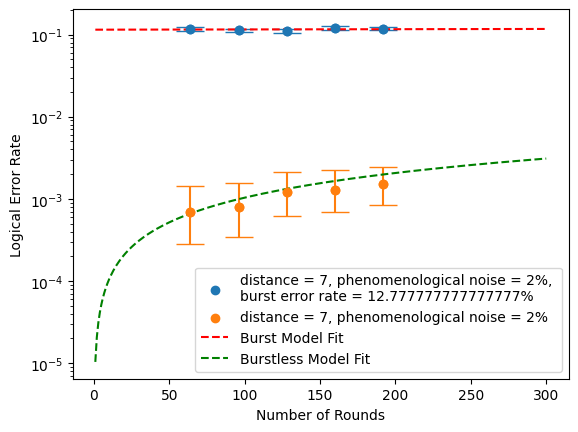 10⁻¹
10⁻²
10⁻³
10⁻⁴
10⁻⁵
Logical Error Rate
distance = 7, phenomenological noise = 2%,
burst error rate = 12.777777777777777%
distance = 7, phenomenological noise = 2%
Burst Model Fit
Burstless Model Fit
0 50 100 150 200 250 300
Number of Rounds